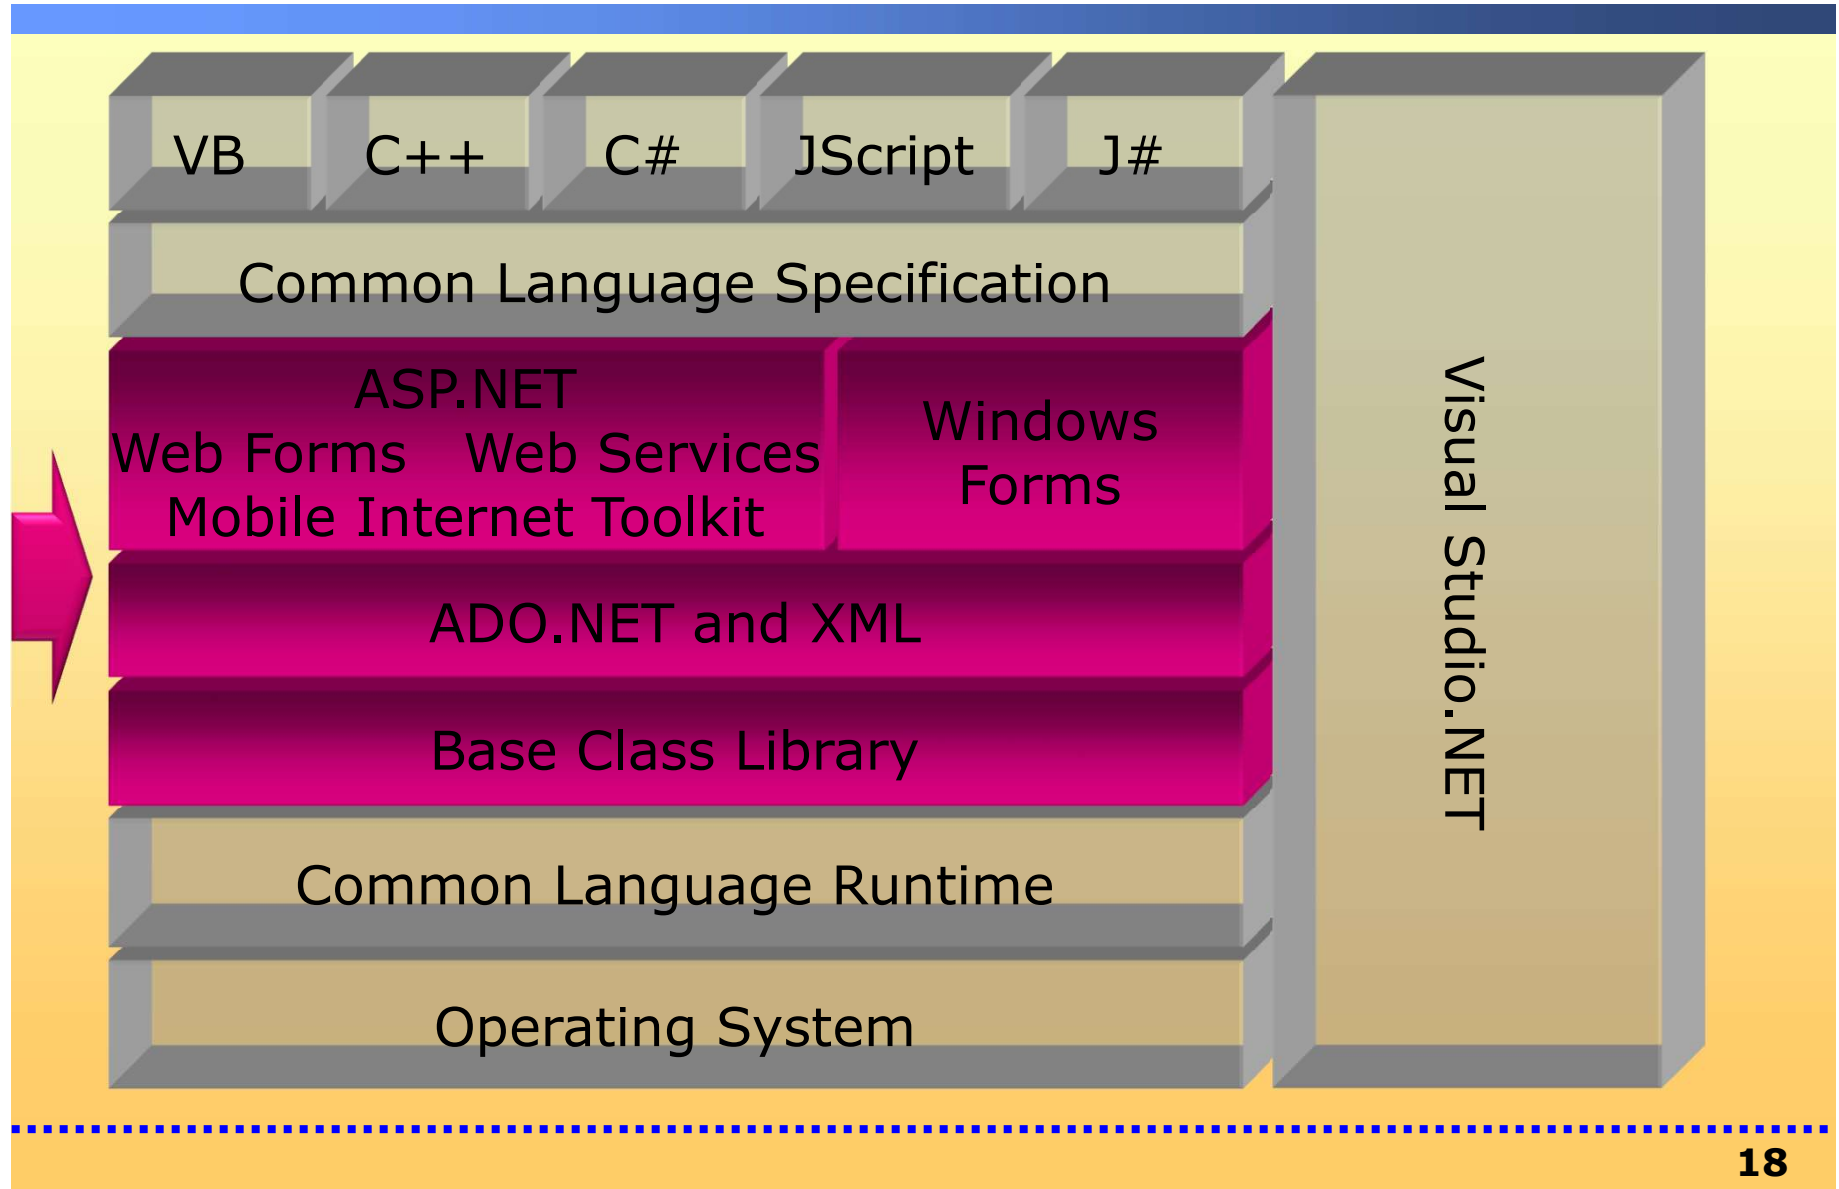 VB
C++
C#
JScript
J#
Common Language Specification
ASP.NET
Web Forms Web Services
Mobile Internet Toolkit
Windows
Forms
ADO.NET and XML
Base Class Library
Common Language Runtime
Operating System
Visual Studio.NET
18